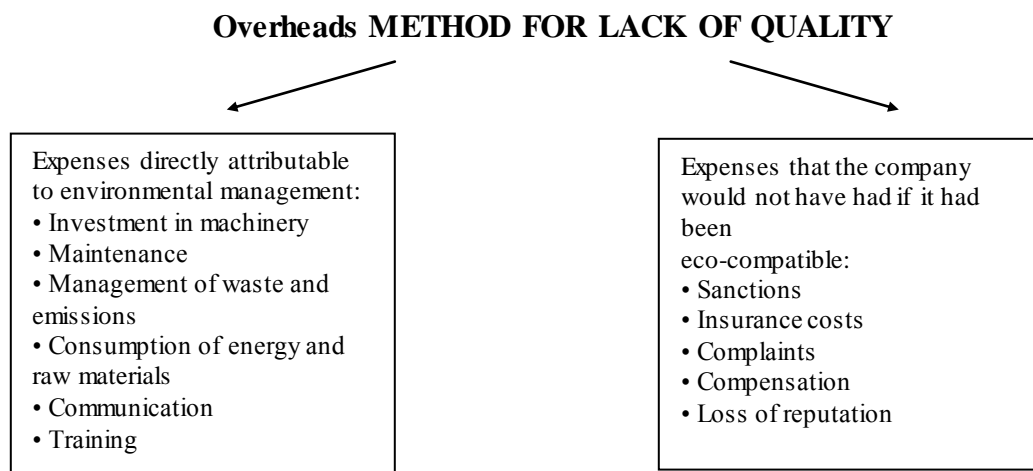 Overheads METHOD FOR LACK OF QUALITY
Expenses directly attributable
to environmental management:
• Investment in machinery
• Maintenance
• Management of waste and
emissions
• Consumption of energy and
raw materials
• Communication
• Training
Expenses that the company
would not have had if it had
been
eco-compatible:
• Sanctions
• Insurance costs
• Complaints
• Compensation
• Loss of reputation